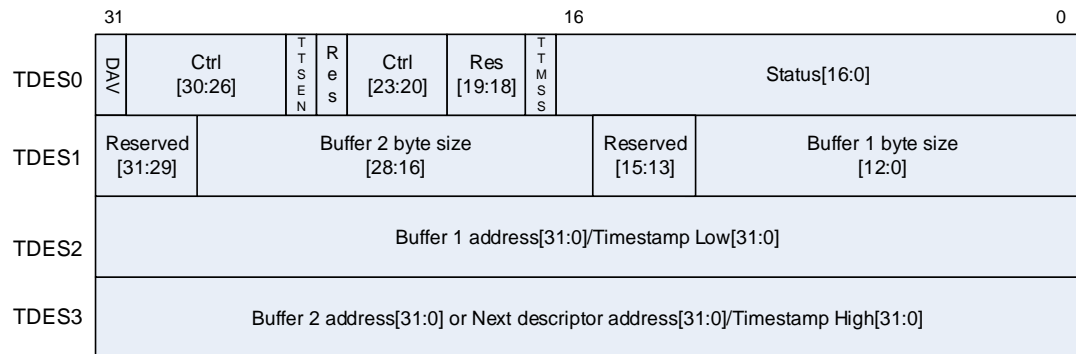 31 16 0
TDES0
DAV
Ctrl
[30:26]
TTSEN
Res
Ctrl
[23:20]
Res
[19:18]
TTMSS
Status[16:0]
TDES1
Reserved
[31:29]
Buffer 2 byte size
[28:16]
Reserved
[15:13]
Buffer 1 byte size
[12:0]
TDES2
Buffer 1 address[31:0]/Timestamp Low[31:0]
TDES3
Buffer 2 address[31:0] or Next descriptor address[31:0]/Timestamp High[31:0]